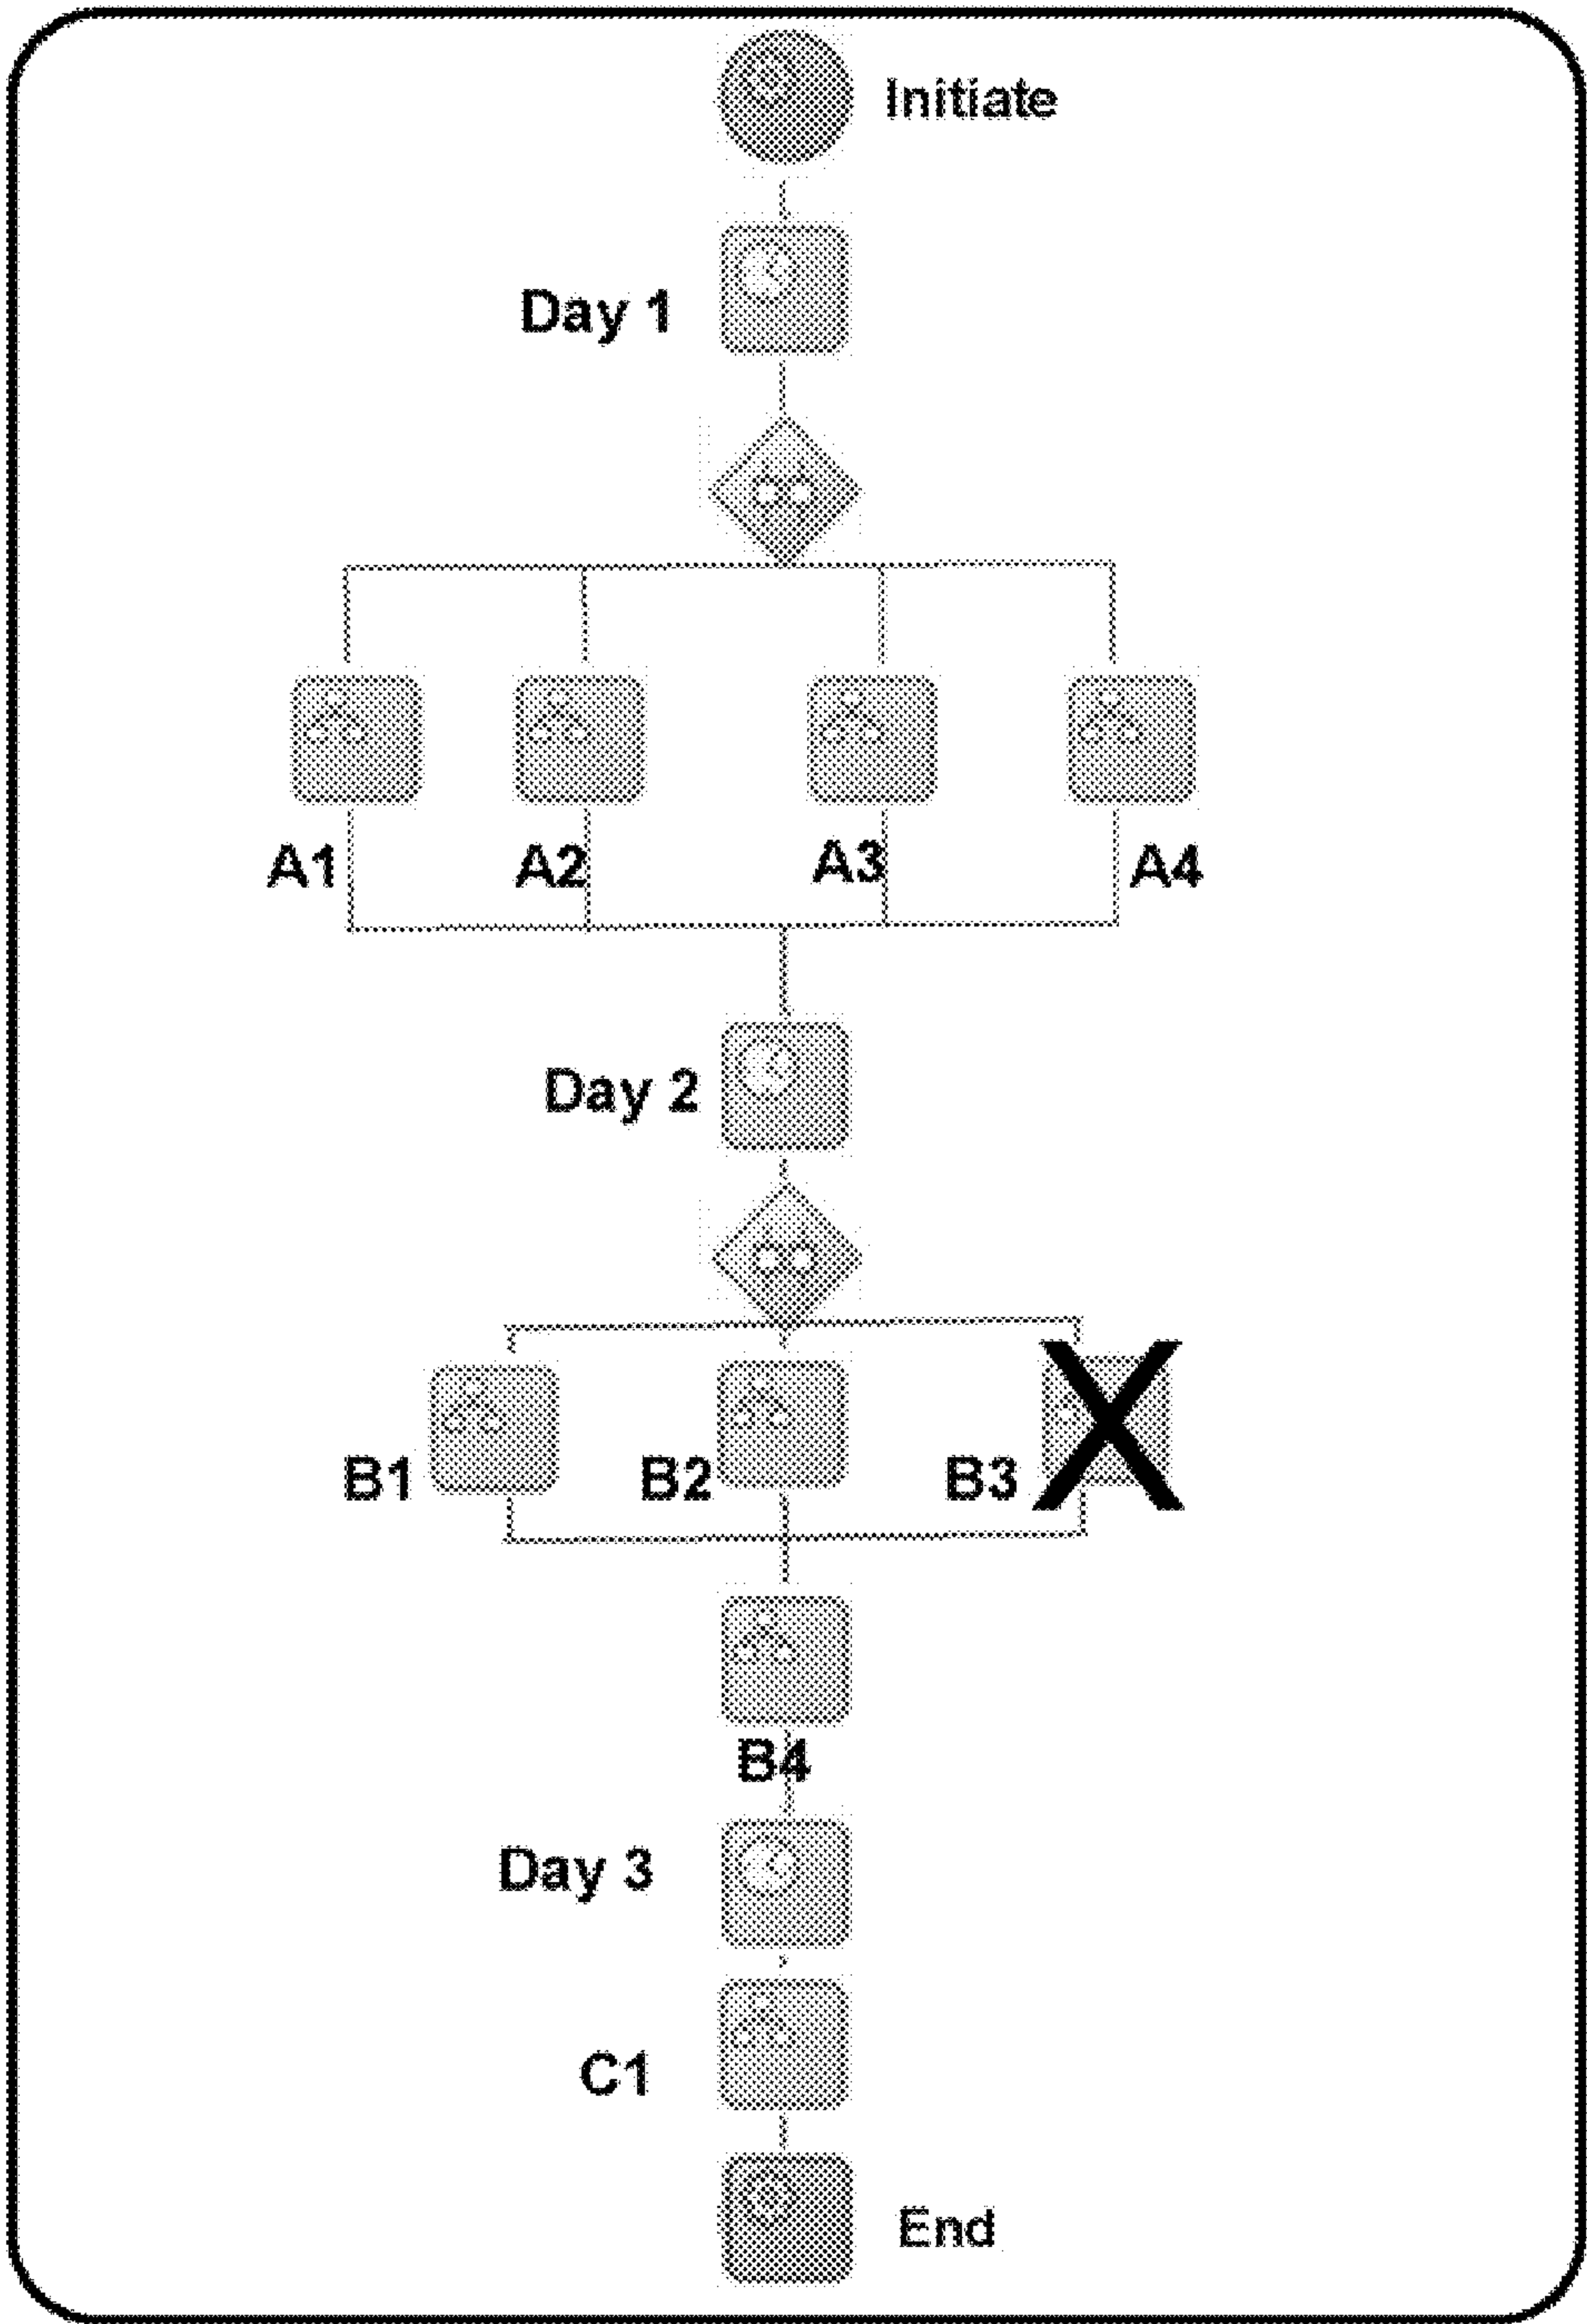 Initiate
Day 1
A1
A2
A3
A4
Day 2
B1
B2
B3
B4
Day 3
C1
End